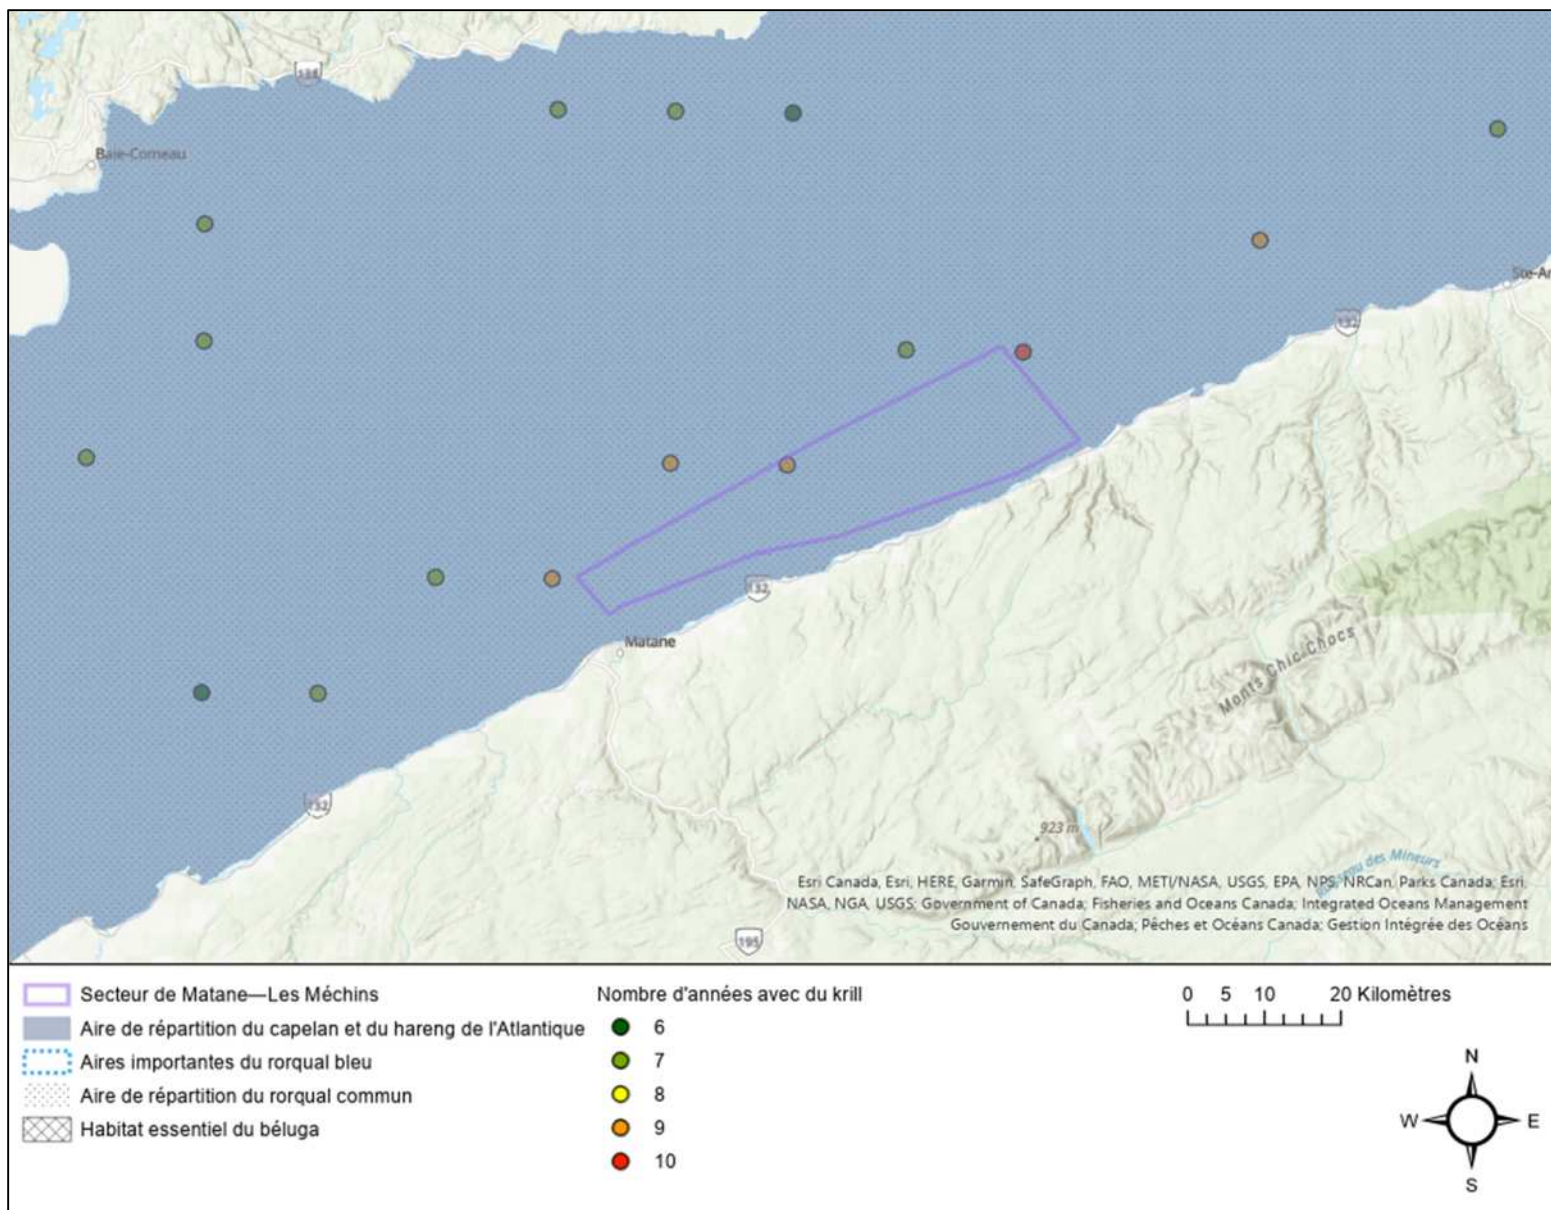 138
Baie-Comeau
Ste-An
132
132
Matane
Monts Chic-Chocs
132
923 m
Ruisseau des Mineurs
195
Esri Canada, Esri, HERE, Garmin, SafeGraph, FAO, METI/NASA, USGS, EPA, NPS, NRCan, Parks Canada; Esri,
NASA, NGA, USGS; Government of Canada; Fisheries and Oceans Canada; Integrated Oceans Management
Gouvernement du Canada; Pêches et Océans Canada; Gestion Intégrée des Océans
Secteur de Matane—Les Méchins
Aire de répartition du capelan et du hareng de l'Atlantique
Aires importantes du rorqual bleu
Aire de répartition du rorqual commun
Habitat essentiel du béluga
Nombre d'années avec du krill
6
7
8
9
10
0 5 10 20 Kilomètres
N
W E
S